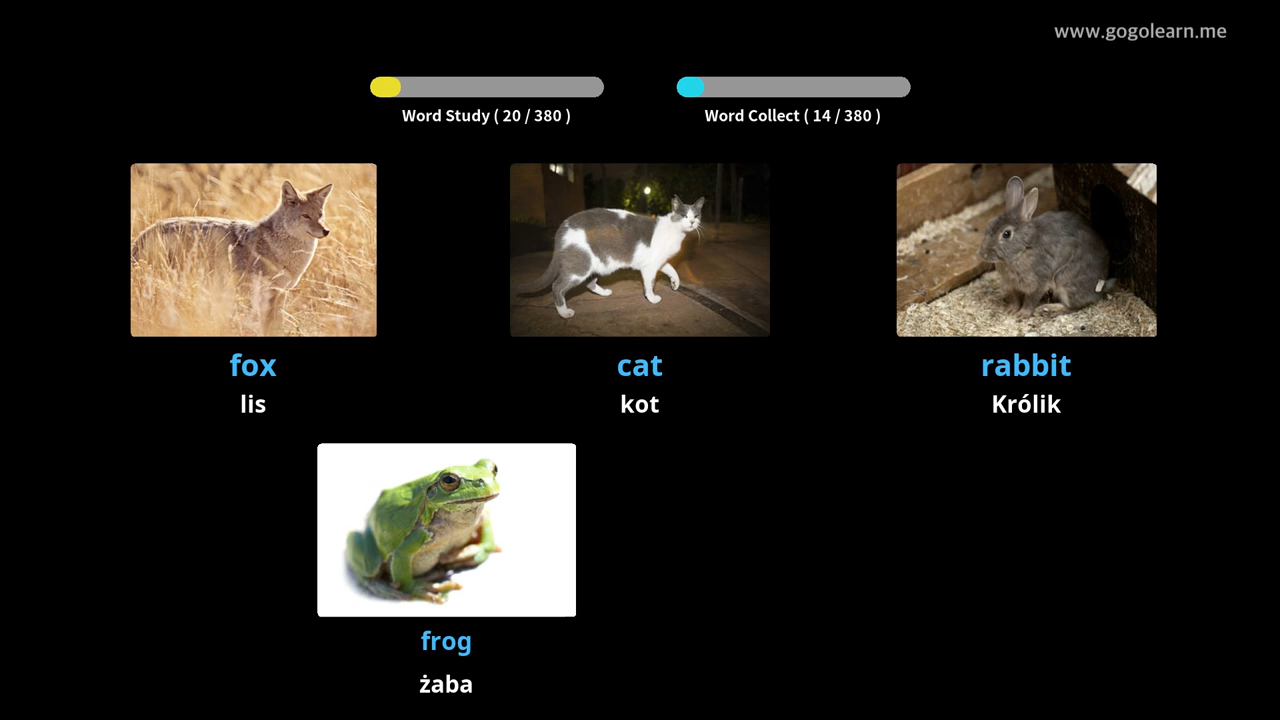 www.gogolearn.me
Word Study ( 20 / 380 )
Word Collect ( 14 / 380 )
fox
lis
cat
kot
rabbit
Królik
frog
żaba